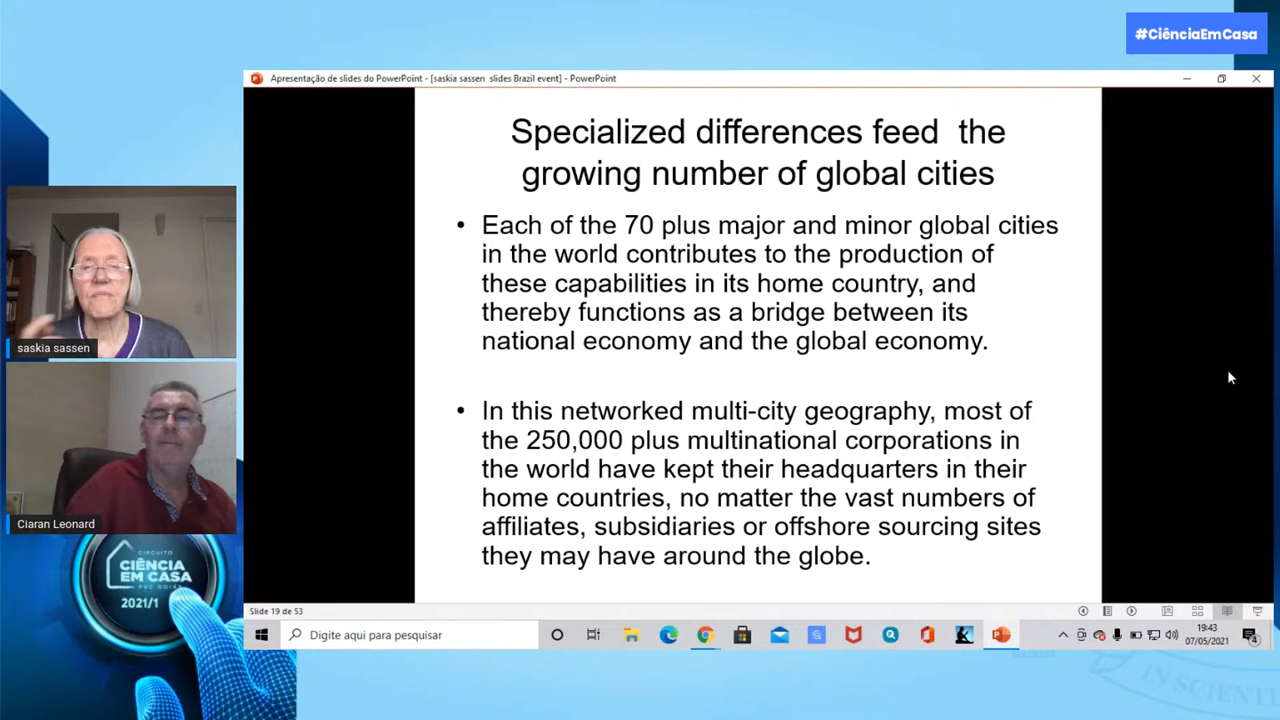 #CiênciaEmCasa
Apresentação de slides do PowerPoint - [saskia sassen  slides Brazil event] - PowerPoint
Specialized differences feed  the
growing number of global cities
• Each of the 70 plus major and minor global cities
in the world contributes to the production of
these capabilities in its home country, and
thereby functions as a bridge between its
national economy and the global economy.
• In this networked multi-city geography, most of
the 250,000 plus multinational corporations in
the world have kept their headquarters in their
home countries, no matter the vast numbers of
affiliates, subsidiaries or offshore sourcing sites
they may have around the globe.
saskia sassen
Ciaran Leonard
CIRCUITO
CIÊNCIA
EM CASA
PUC GOIÁS
2021/1
Slide 19 de 53
Digite aqui para pesquisar
19:43
07/05/2021
4
IN SCIENTI